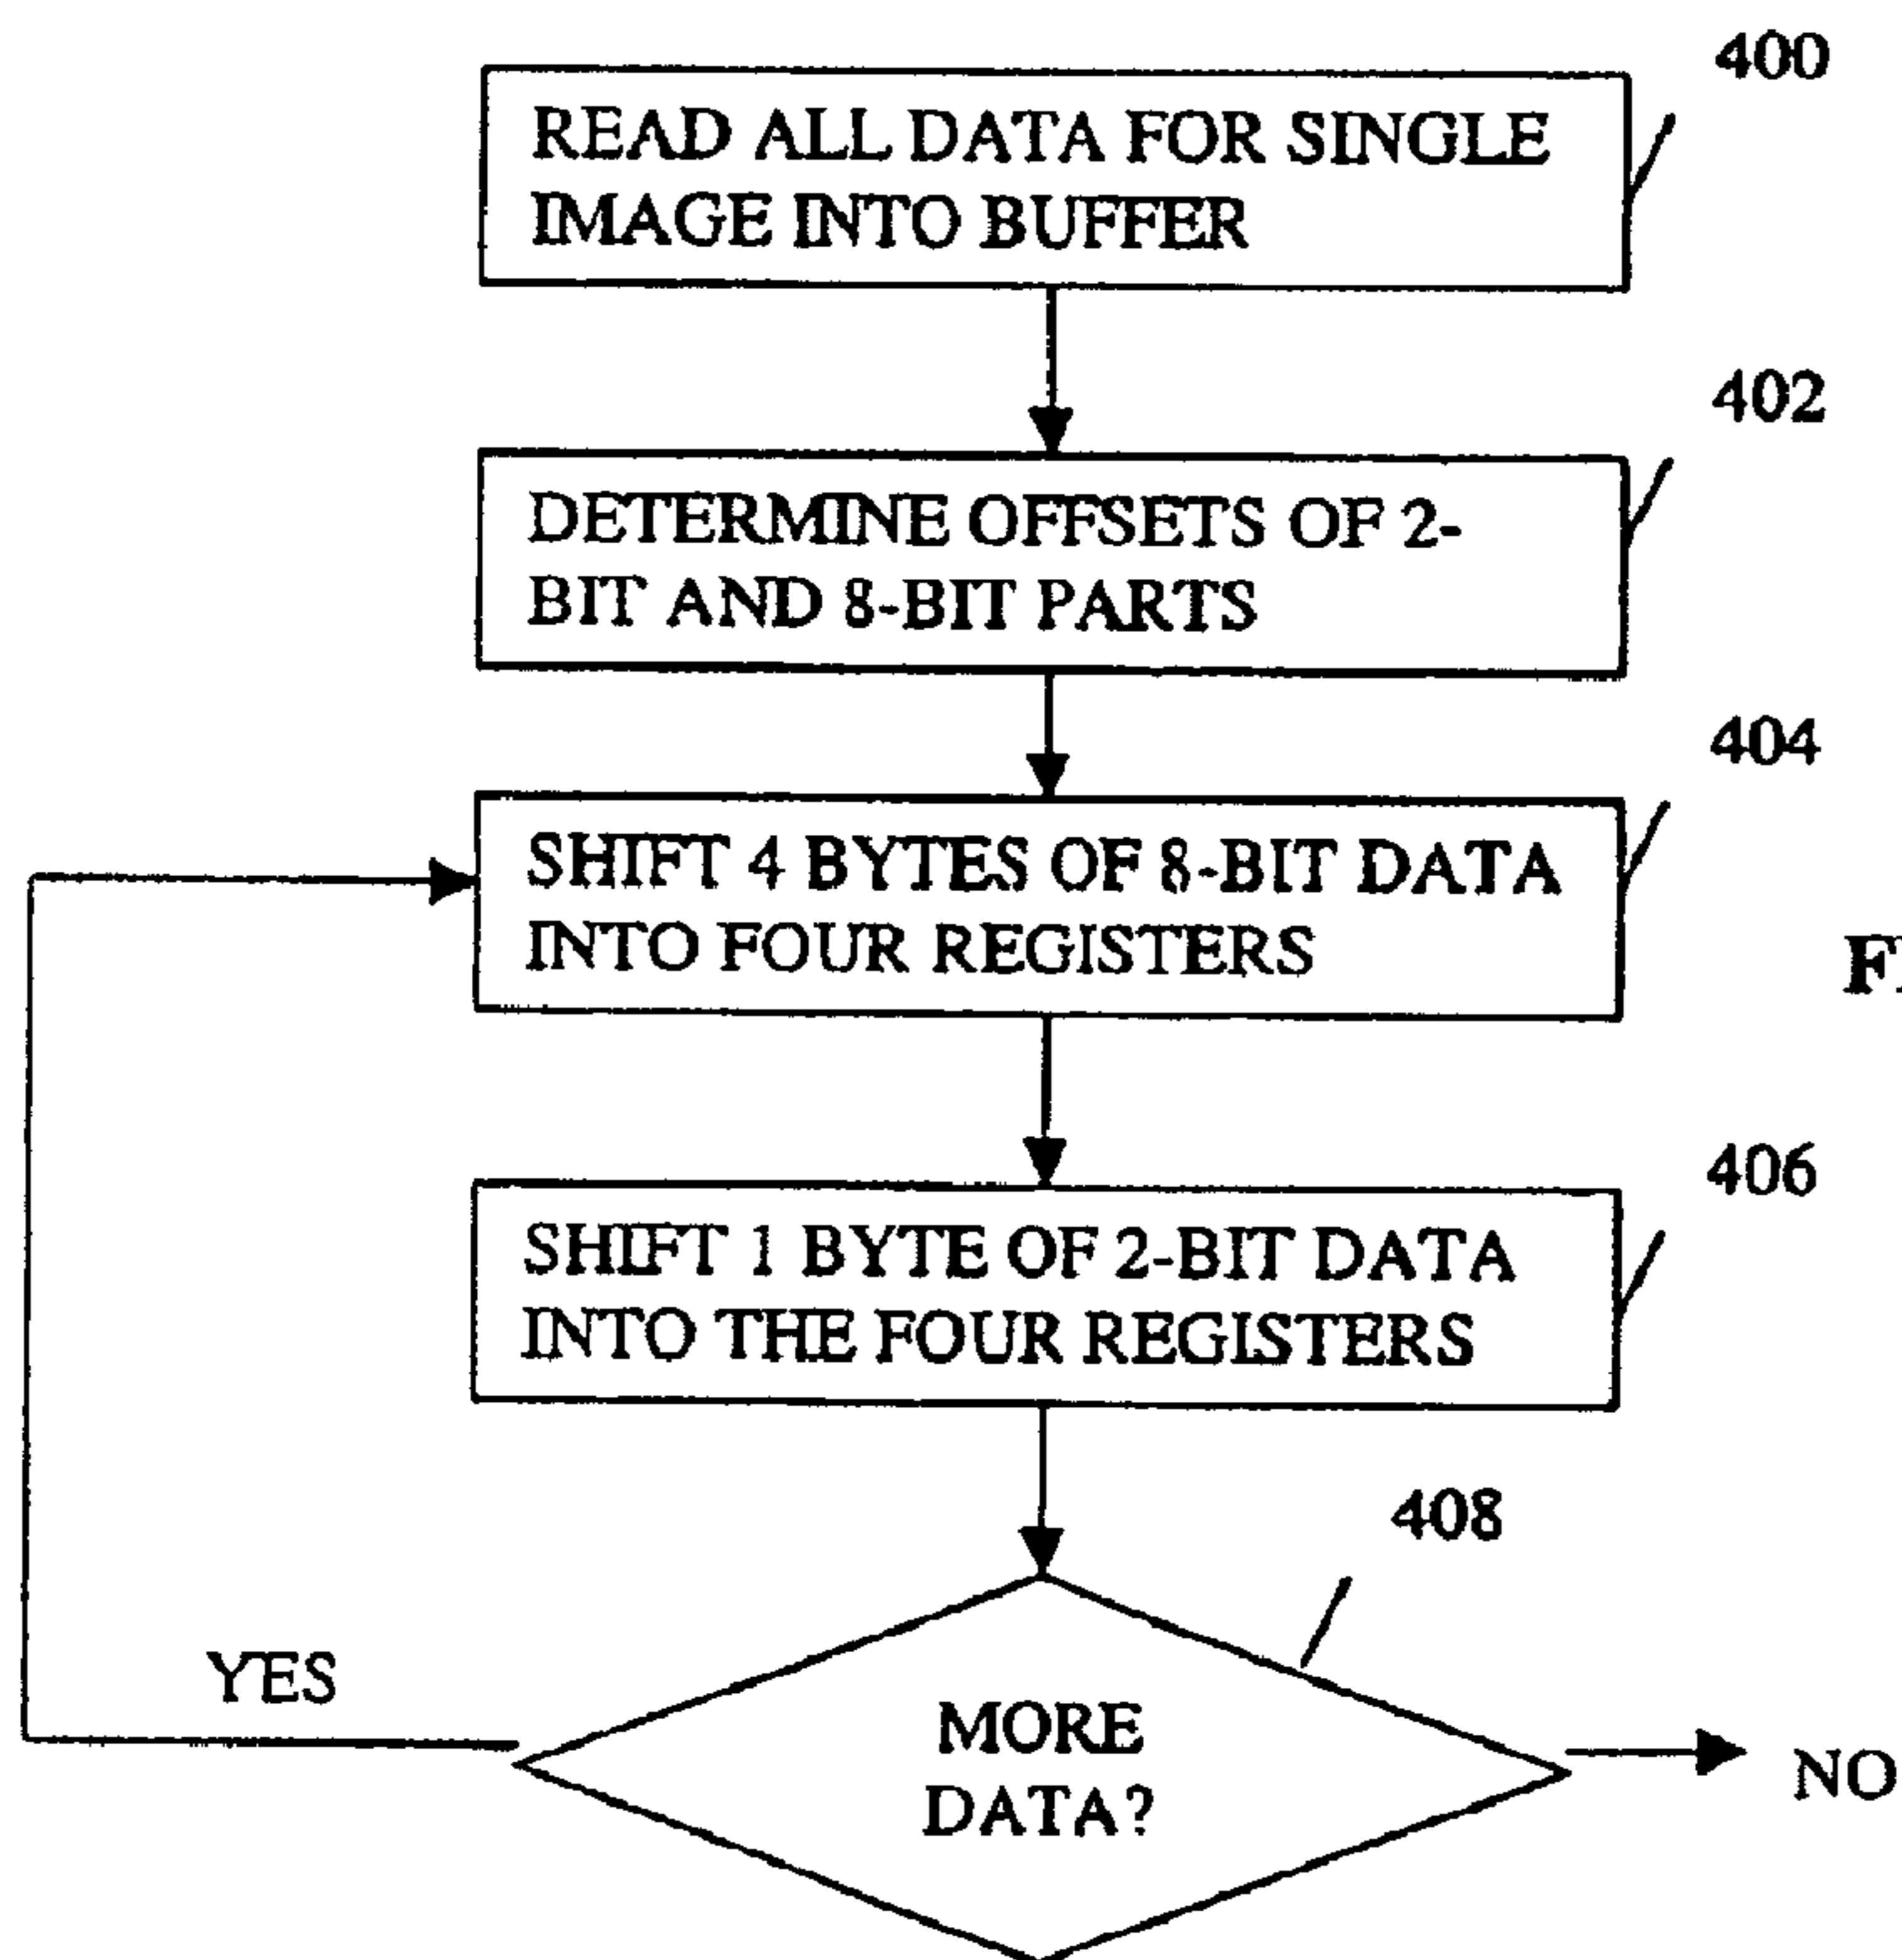 400
READ ALL DATA FOR SINGLE
IMAGE INTO BUFFER
402
DETERMINE OFFSETS OF 2-
BIT AND 8-BIT PARTS
404
SHIFT 4 BYTES OF 8-BIT DATA
INTO FOUR REGISTERS
406
SHIFT 1 BYTE OF 2-BIT DATA
INTO THE FOUR REGISTERS
408
YES
MORE
DATA?
NO